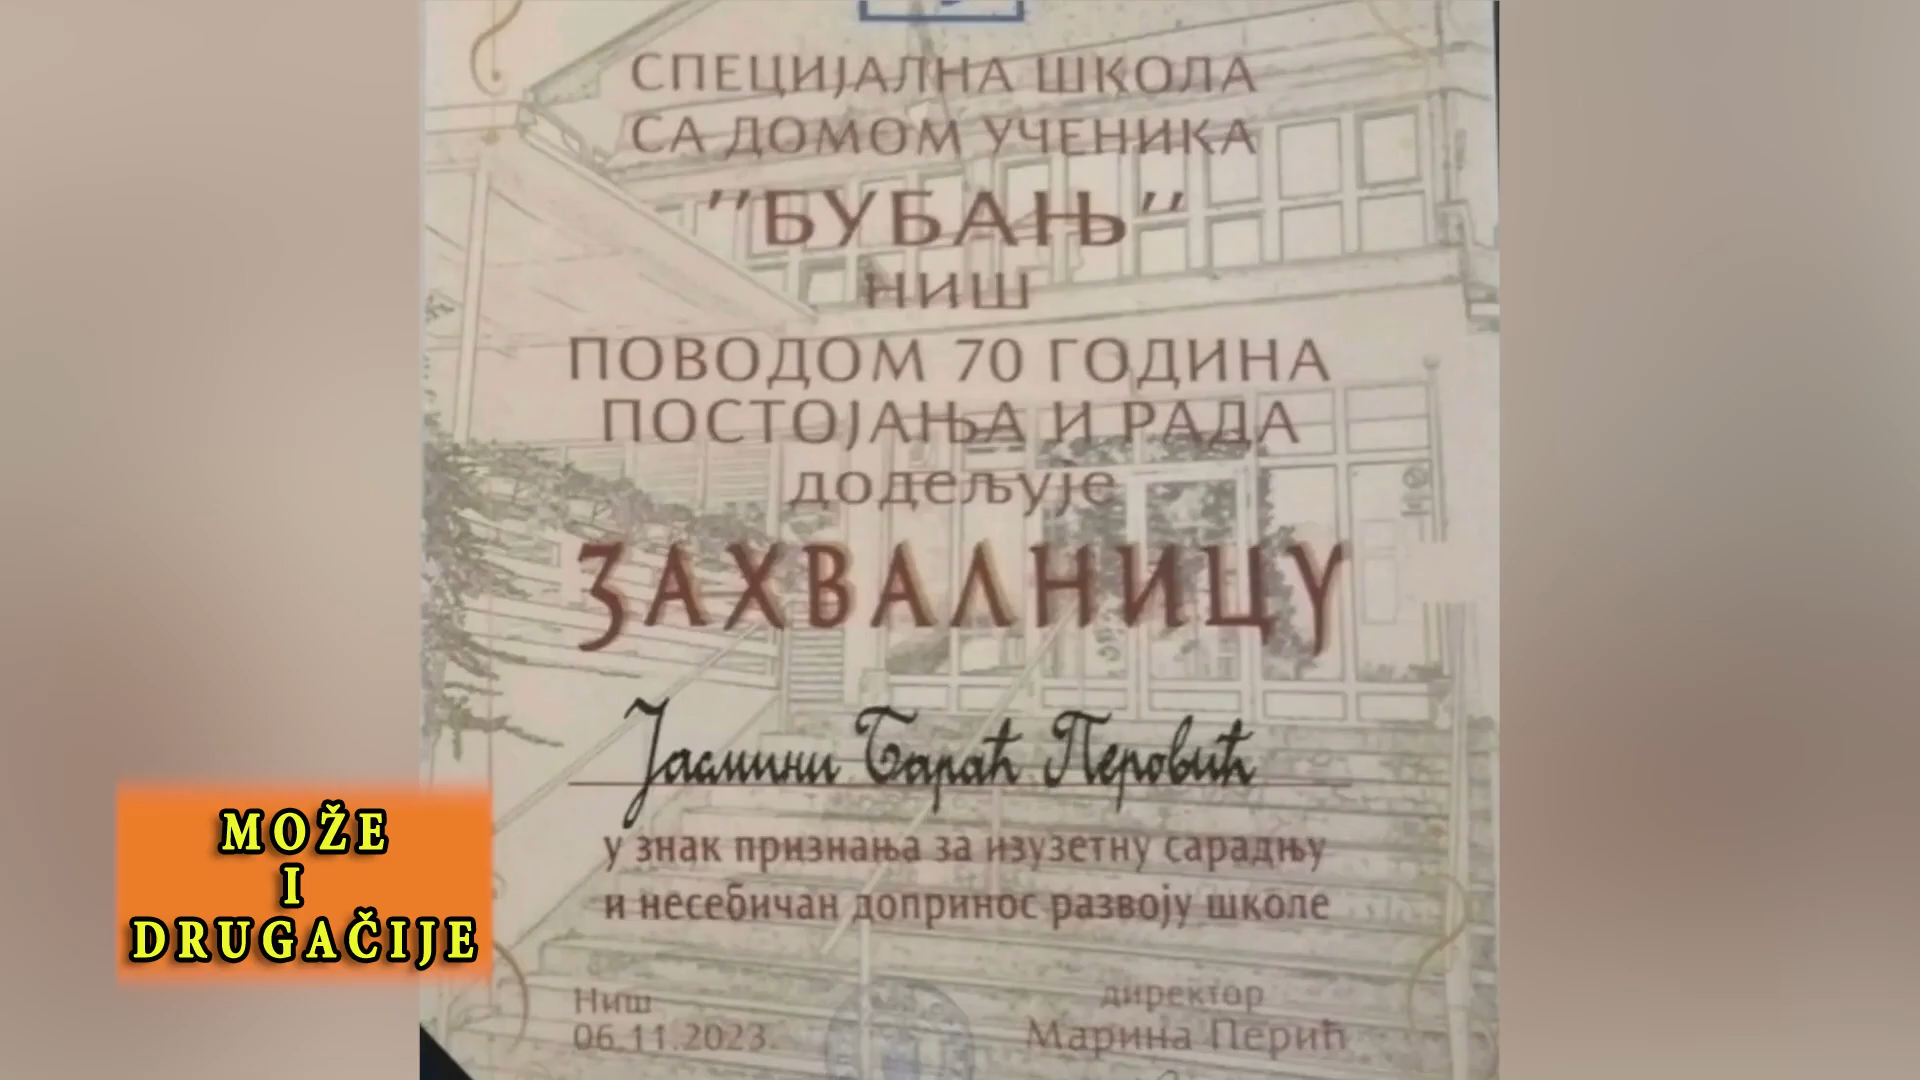 СПЕЦИЈАЛНА ШКОЛА
СА ДОМОМ УЧЕНИКА
"БУБАЊ"
НИШ
ПОВОДОМ 70 ГОДИНА
ПОСТОЈАЊА И РАДА
додељује
ЗАХВАЛНИЦУ
Јасмини Бараћ Перовић
у знак признања за изузетну сарадњу
и несебичан допринос развоју школе
Ниш
06.11.2023.
директор
Марина Перић
MOŽE
I
DRUGAČIJE